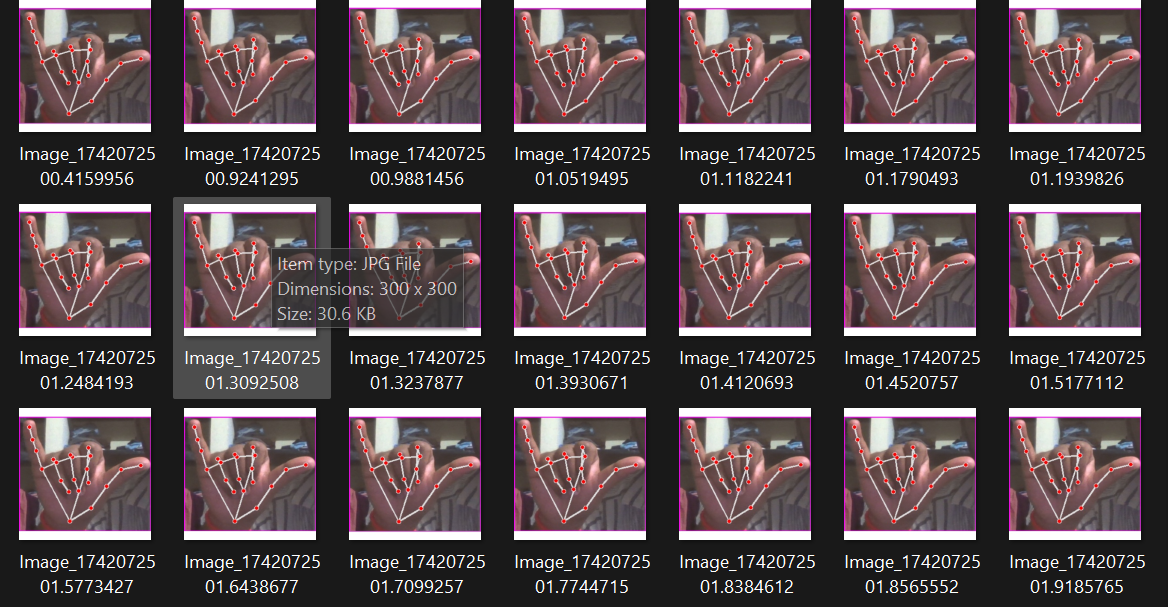 Image_17420725 Image_17420725 Image_17420725 Image_17420725 Image_17420725 Image_17420725 Image_17420725
00.4159956 00.9241295 00.9881456 01.0519495 01.1182241 01.1790493 01.1939826
Item type: JPG File
Dimensions: 300 x 300
Size: 30.6 KB
Image_17420725 Image_17420725 Image_17420725 Image_17420725 Image_17420725 Image_17420725 Image_17420725
01.2484193 01.3092508 01.3237877 01.3930671 01.4120693 01.4520757 01.5177112
Image_17420725 Image_17420725 Image_17420725 Image_17420725 Image_17420725 Image_17420725 Image_17420725
01.5773427 01.6438677 01.7099257 01.7744715 01.8384612 01.8565552 01.9185765